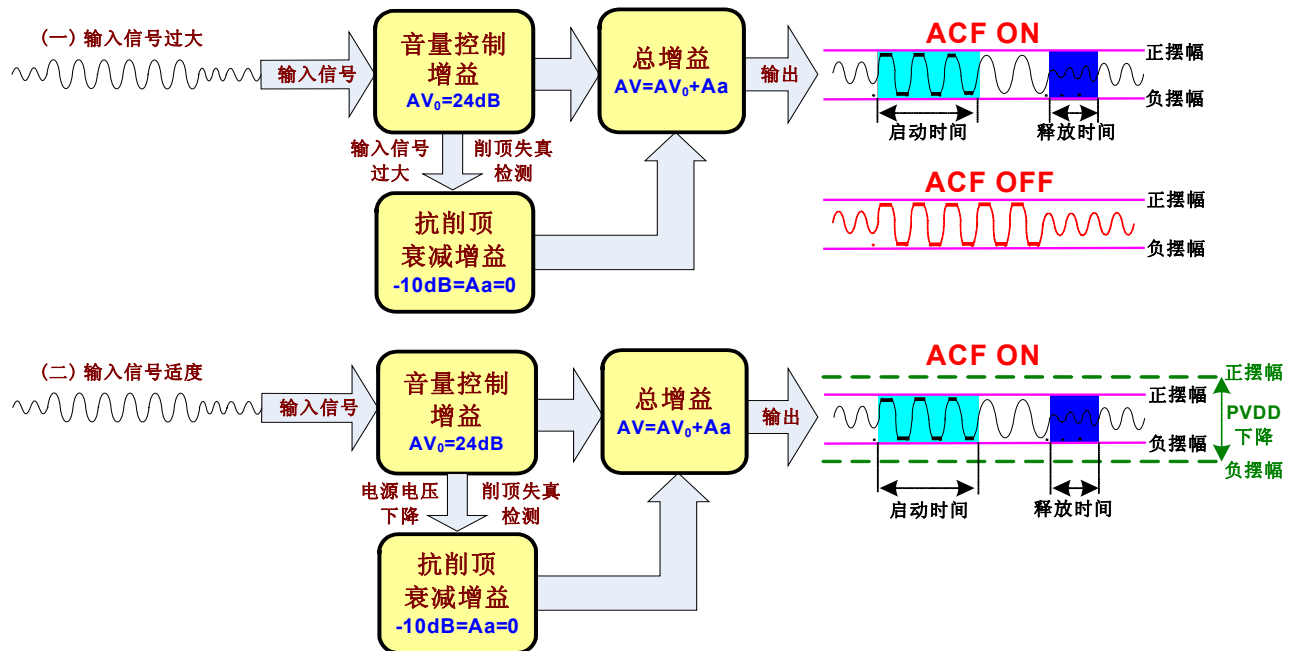 (一) 输入信号过大
输入信号
音量控制
增益
AV₀=24dB
总增益
AV=AV₀+Aa
输出
ACF ON
正摆幅
负摆幅
启动时间
释放时间
输入信号
过大
削顶失真
检测
抗削顶
衰减增益
-10dB=Aa=0
ACF OFF
正摆幅
负摆幅
(二) 输入信号适度
输入信号
音量控制
增益
AV₀=24dB
总增益
AV=AV₀+Aa
输出
ACF ON
正摆幅
正摆幅
PVDD
下降
负摆幅
负摆幅
启动时间
释放时间
电源电压
下降
削顶失真
检测
抗削顶
衰减增益
-10dB=Aa=0